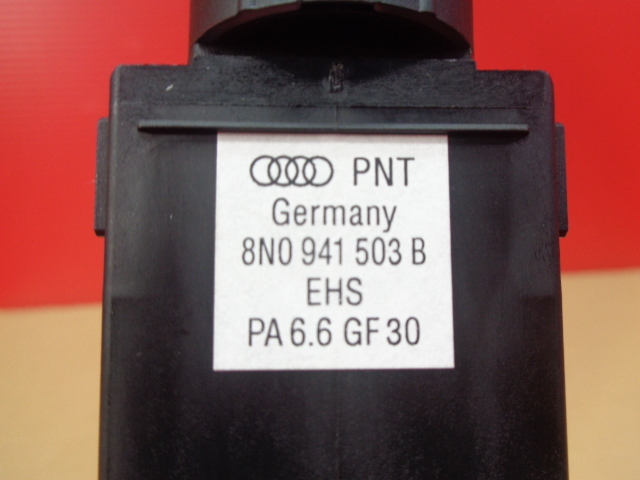 PNT
Germany
8N0 941 503 B
EHS
PA 6.6 GF 30